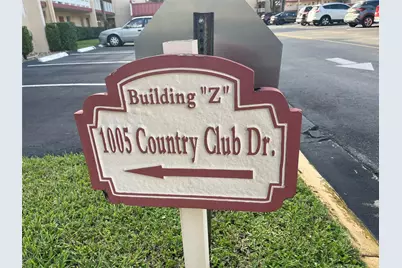 Building "Z"
1005 Country Club Dr.